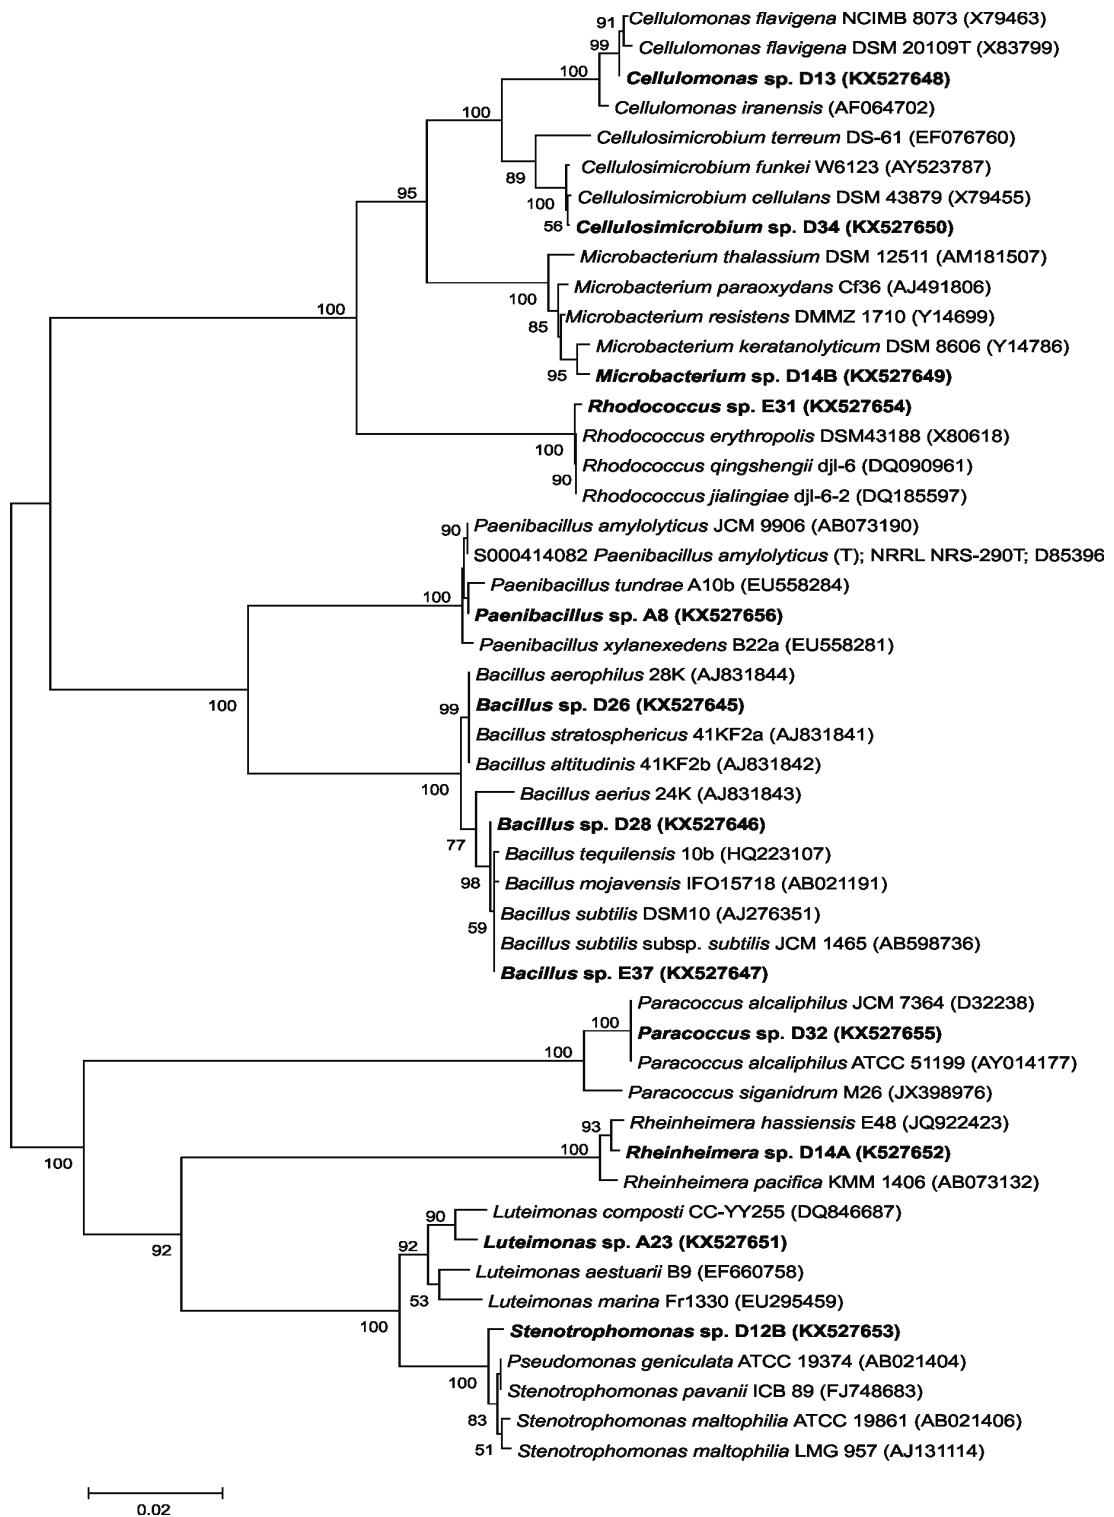 91
Cellulomonas flavigena NCIMB 8073 (X79463)
99
Cellulomonas flavigena DSM 20109T (X83799)
100
Cellulomonas sp. D13 (KX527648)
Cellulomonas iranensis (AF064702)
100
Cellulosimicrobium terreum DS-61 (EF076760)
Cellulosimicrobium funkei W6123 (AY523787)
89
95
Cellulosimicrobium cellulans DSM 43879 (X79455)
100
56
Cellulosimicrobium sp. D34 (KX527650)
Microbacterium thalassium DSM 12511 (AM181507)
100
Microbacterium paraoxydans Cf36 (AJ491806)
100
Microbacterium resistens DMMZ 1710 (Y14699)
85
Microbacterium keratanolyticum DSM 8606 (Y14786)
95
Microbacterium sp. D14B (KX527649)
Rhodococcus sp. E31 (KX527654)
Rhodococcus erythropolis DSM43188 (X80618)
100
Rhodococcus qingshengii djl-6 (DQ090961)
90
Rhodococcus jialingiae djl-6-2 (DQ185597)
90
Paenibacillus amylolyticus JCM 9906 (AB073190)
S000414082 Paenibacillus amylolyticus (T); NRRL NRS-290T; D85396
Paenibacillus tundrae A10b (EU558284)
100
Paenibacillus sp. A8 (KX527656)
Paenibacillus xylanexedens B22a (EU558281)
Bacillus aerophilus 28K (AJ831844)
100
99
Bacillus sp. D26 (KX527645)
Bacillus stratosphericus 41KF2a (AJ831841)
Bacillus altitudinis 41KF2b (AJ831842)
100
Bacillus aerius 24K (AJ831843)
Bacillus sp. D28 (KX527646)
77
Bacillus tequilensis 10b (HQ223107)
98
Bacillus mojavensis IFO15718 (AB021191)
Bacillus subtilis DSM10 (AJ276351)
59
Bacillus subtilis subsp. subtilis JCM 1465 (AB598736)
Bacillus sp. E37 (KX527647)
Paracoccus alcaliphilus JCM 7364 (D32238)
100
Paracoccus sp. D32 (KX527655)
100
Paracoccus alcaliphilus ATCC 51199 (AY014177)
Paracoccus siganidrum M26 (JX398976)
93
Rheinheimera hassiensis E48 (JQ922423)
100
Rheinheimera sp. D14A (K527652)
100
Rheinheimera pacifica KMM 1406 (AB073132)
90
Luteimonas composti CC-YY255 (DQ846687)
92
92
Luteimonas sp. A23 (KX527651)
Luteimonas aestuarii B9 (EF660758)
53
Luteimonas marina Fr1330 (EU295459)
100
Stenotrophomonas sp. D12B (KX527653)
Pseudomonas geniculata ATCC 19374 (AB021404)
100
Stenotrophomonas pavanii ICB 89 (FJ748683)
83
Stenotrophomonas maltophilia ATCC 19861 (AB021406)
51
Stenotrophomonas maltophilia LMG 957 (AJ131114)
0.02